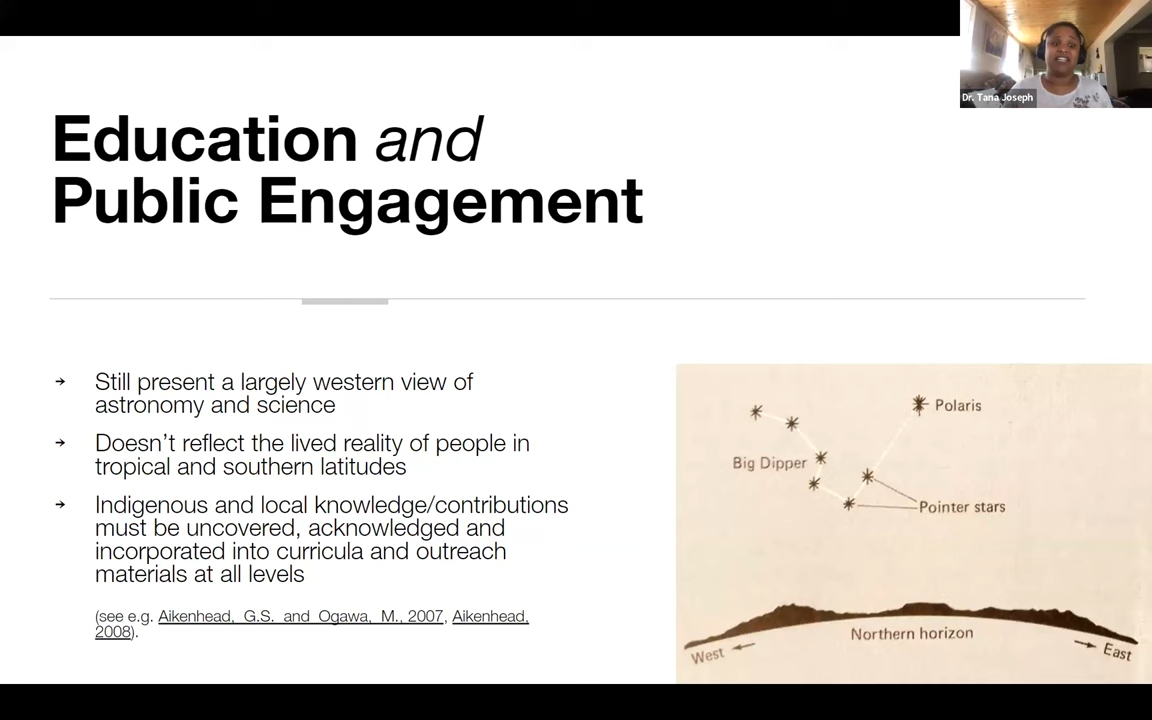 Dr. Tana Joseph
Education and
Public Engagement
→ Still present a largely western view of
astronomy and science
→ Doesn't reflect the lived reality of people in
tropical and southern latitudes
→ Indigenous and local knowledge/contributions
must be uncovered, acknowledged and
incorporated into curricula and outreach
materials at all levels
(see e.g. Aikenhead, G.S. and Ogawa, M., 2007, Aikenhead,
2008).
Polaris
Big Dipper
Pointer stars
Northern horizon
West
East